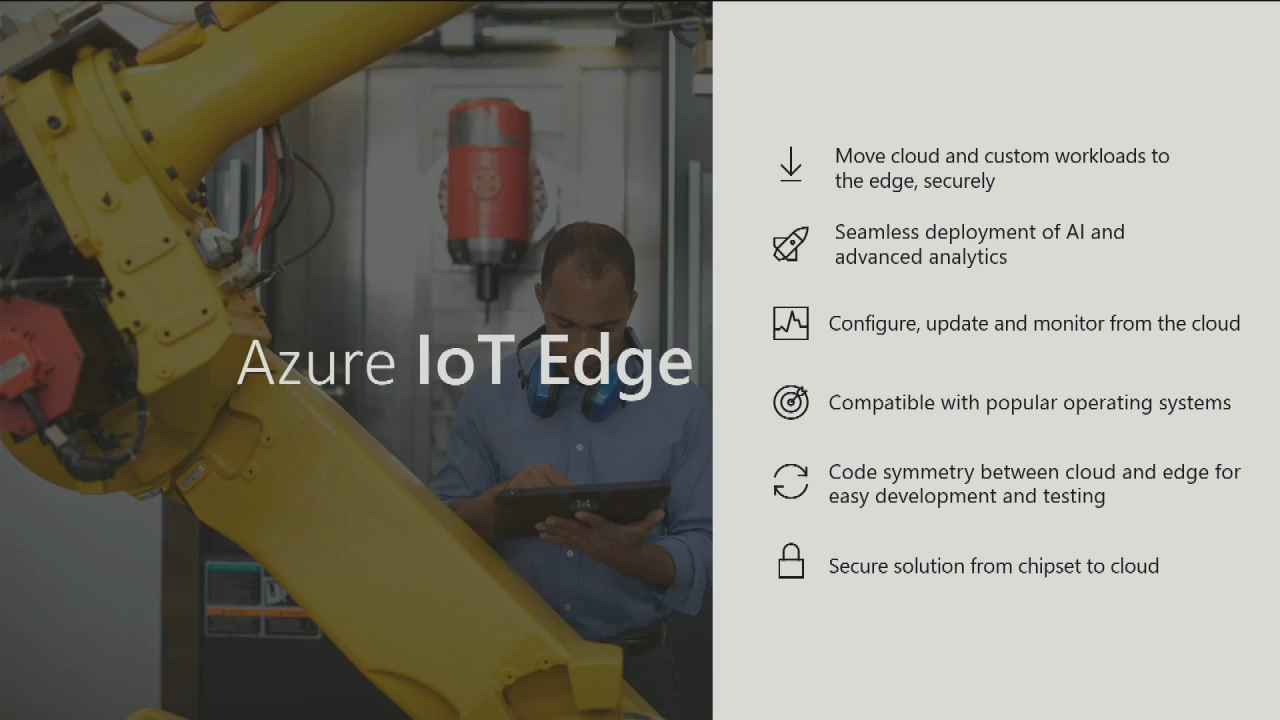 Azure IoT Edge
Move cloud and custom workloads to
the edge, securely
Seamless deployment of AI and
advanced analytics
Configure, update and monitor from the cloud
Compatible with popular operating systems
Code symmetry between cloud and edge for
easy development and testing
Secure solution from chipset to cloud